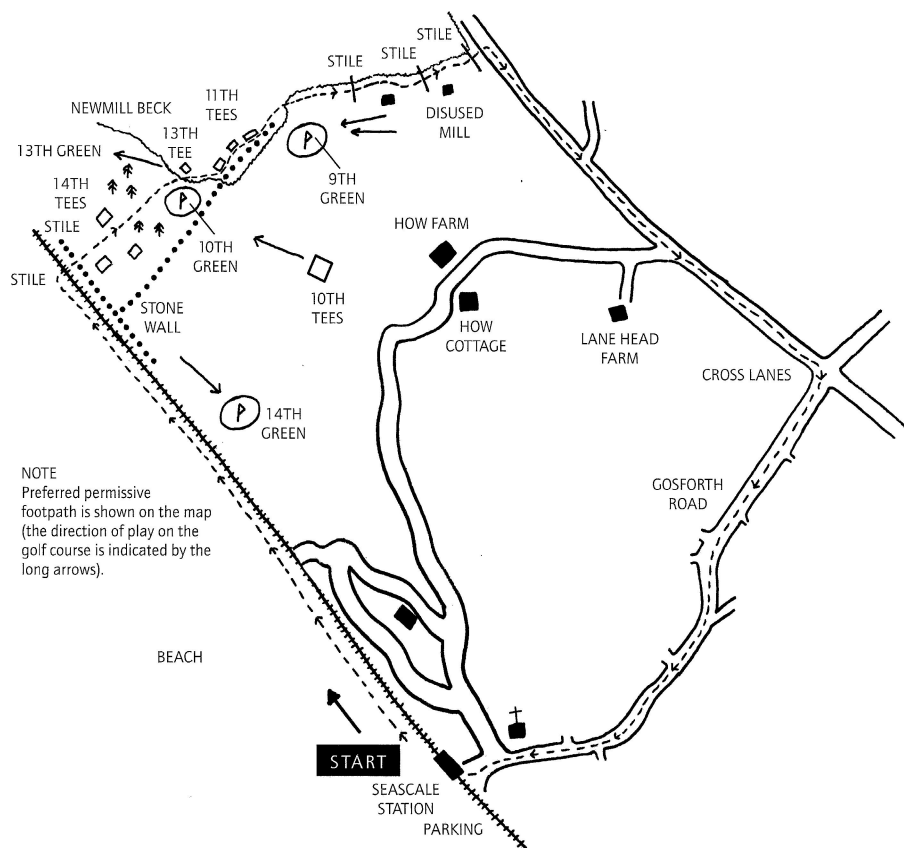 STILE
STILE
STILE
11TH
TEES
NEWMILL BECK
DISUSED
MILL
13TH
TEE
13TH GREEN
9TH
GREEN
14TH
TEES
STILE
HOW FARM
10TH
GREEN
STILE
10TH
TEES
STONE
WALL
HOW
COTTAGE
LANE HEAD
FARM
CROSS LANES
14TH
GREEN
NOTE
Preferred permissive
footpath is shown on the map
(the direction of play on the
golf course is indicated by the
long arrows).
GOSFORTH
ROAD
BEACH
START
SEASCALE
STATION
PARKING